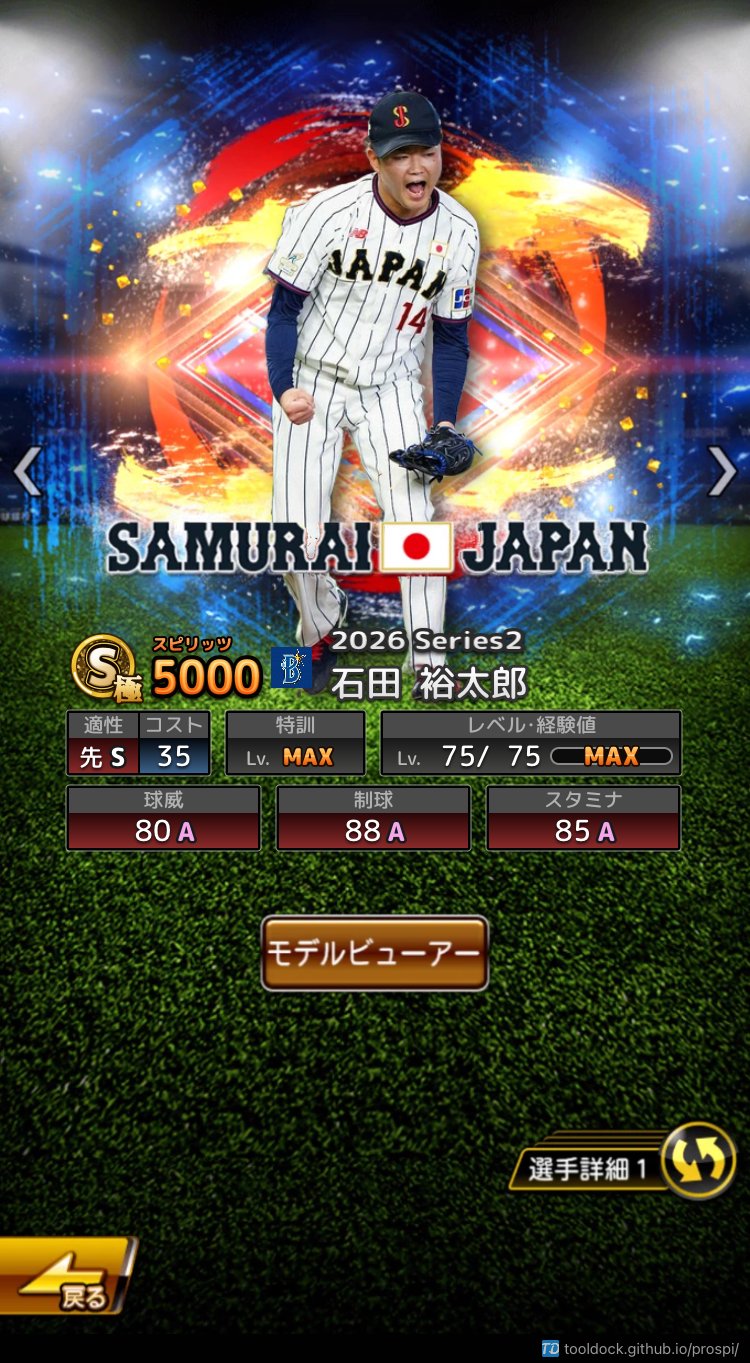 JAPAN
14
SAMURAI JAPAN
S極 スピリッツ 5000
2026 Series2
石田 裕太郎
適性 コスト 特訓 レベル・経験値
先 S 35 Lv. MAX Lv. 75/ 75 MAX
球威 制球 スタミナ
80 A 88 A 85 A
モデルビューアー
選手詳細 1
戻る
TD tooldock.github.io/prospi/